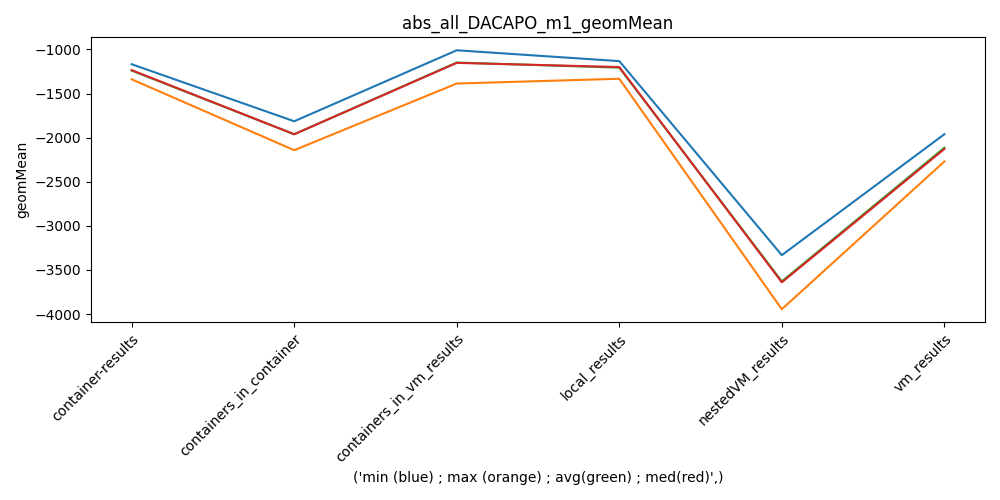 abs_all_DACAPO_m1_geomMean
geomMean
−1000
−1500
−2000
−2500
−3000
−3500
−4000
container-results
containers_in_container
containers_in_vm_results
local_results
nestedVM_results
vm_results
('min (blue) ; max (orange) ; avg(green) ; med(red)',)